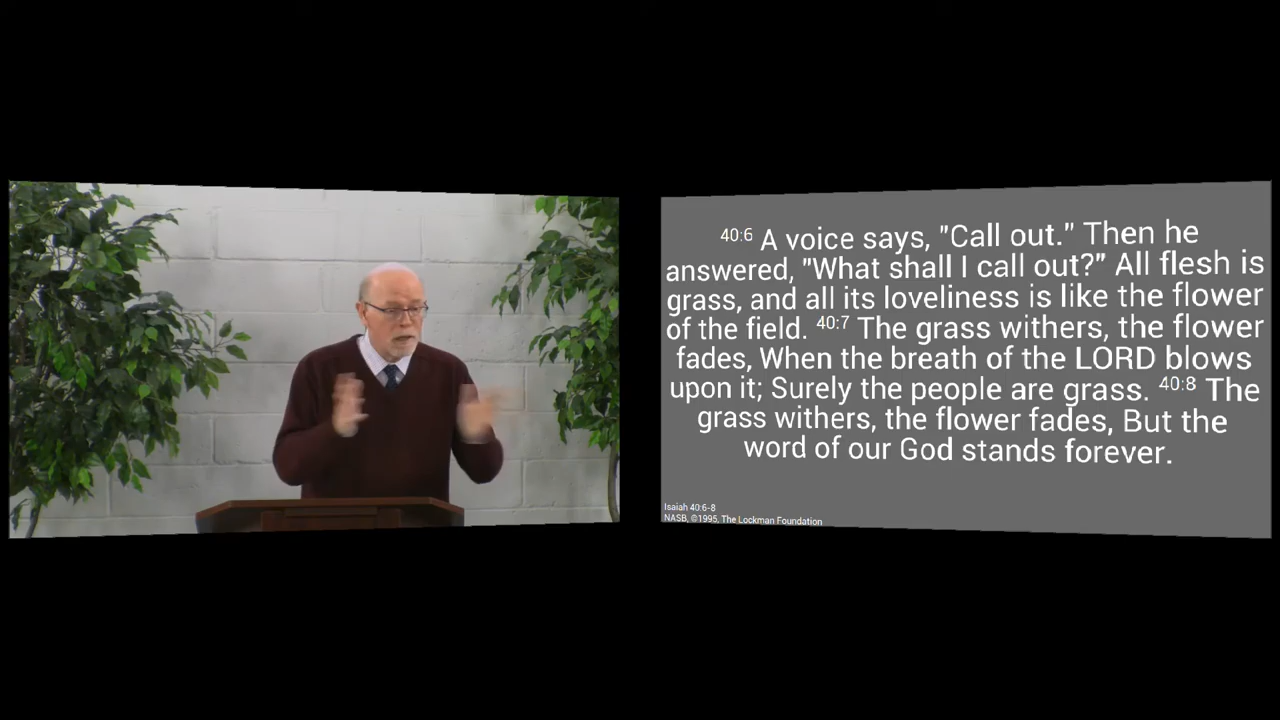 40:6 A voice says, "Call out." Then he
answered, "What shall I call out?" All flesh is
grass, and all its loveliness is like the flower
of the field. 40:7 The grass withers, the flower
fades, When the breath of the LORD blows
upon it; Surely the people are grass. 40:8 The
grass withers, the flower fades, But the
word of our God stands forever.
Isaiah 40:6-8
NASB, ©1995, The Lockman Foundation